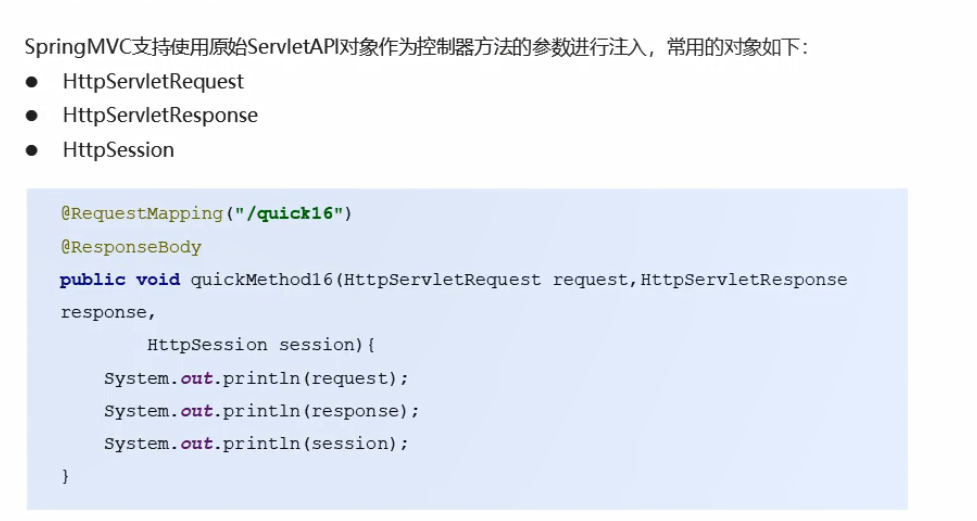 SpringMVC支持使用原始ServletAPI对象作为控制器方法的参数进行注入，常用的对象如下：
● HttpServletRequest
● HttpServletResponse
● HttpSession
@RequestMapping("/quick16")
@ResponseBody
public void quickMethod16(HttpServletRequest request,HttpServletResponse
response,
HttpSession session){
System.out.println(request);
System.out.println(response);
System.out.println(session);
}